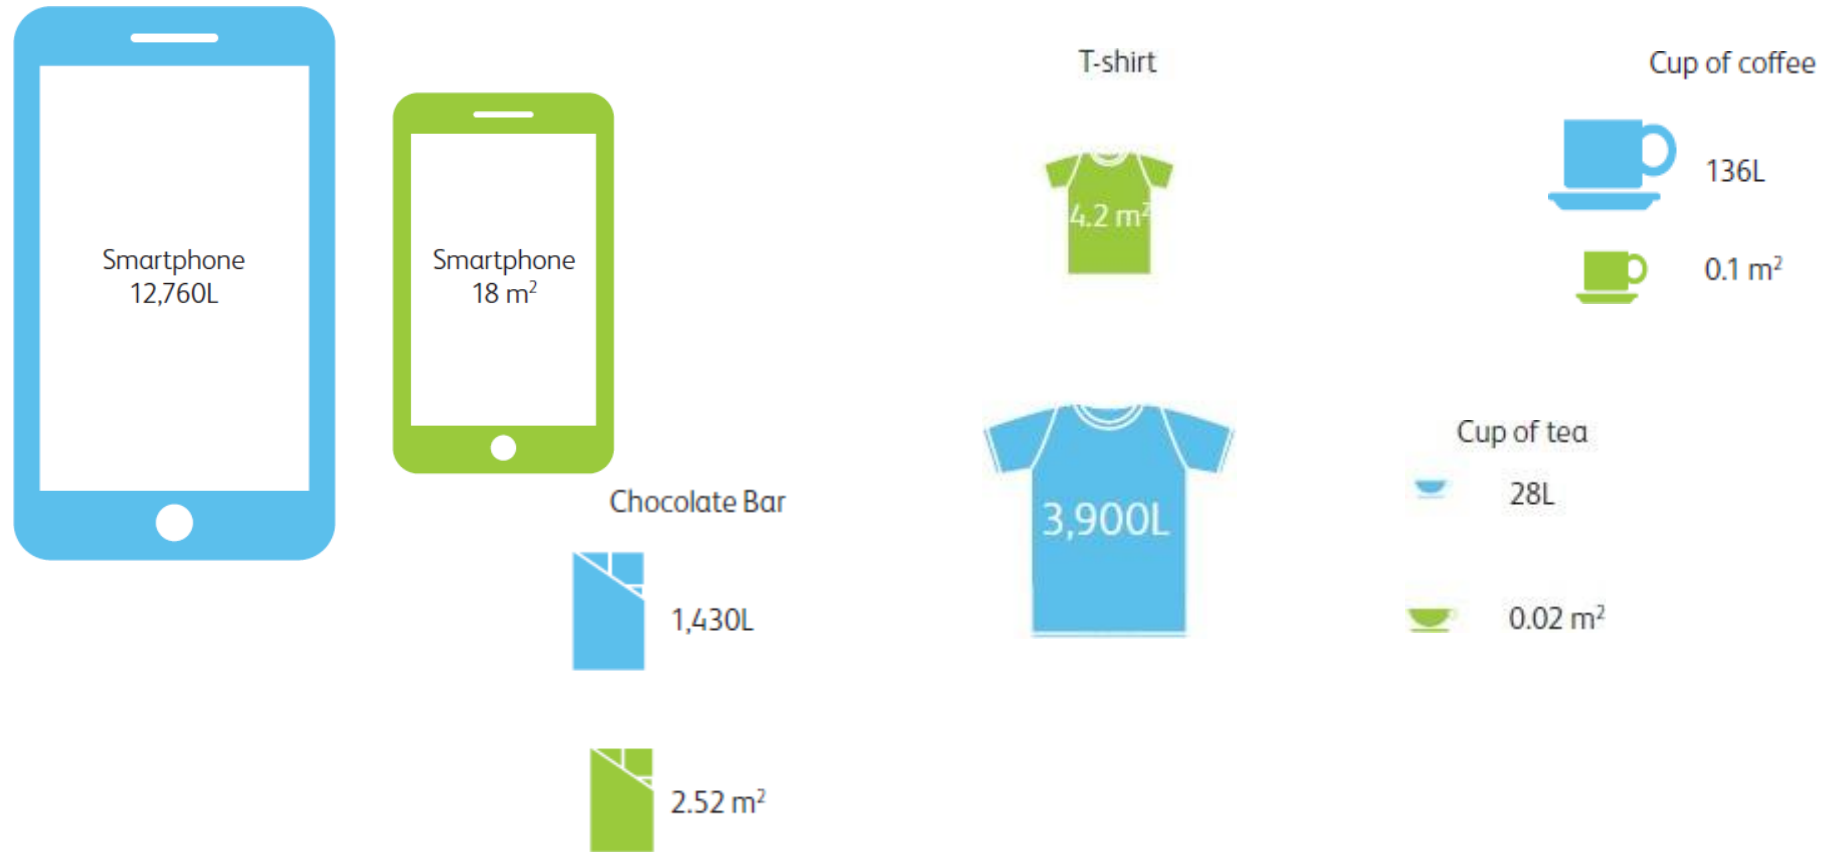 Smartphone
12,760L
Smartphone
18 m²
Chocolate Bar
1,430L
2.52 m²
T-shirt
4.2 m²
3,900L
Cup of coffee
136L
0.1 m²
Cup of tea
28L
0.02 m²